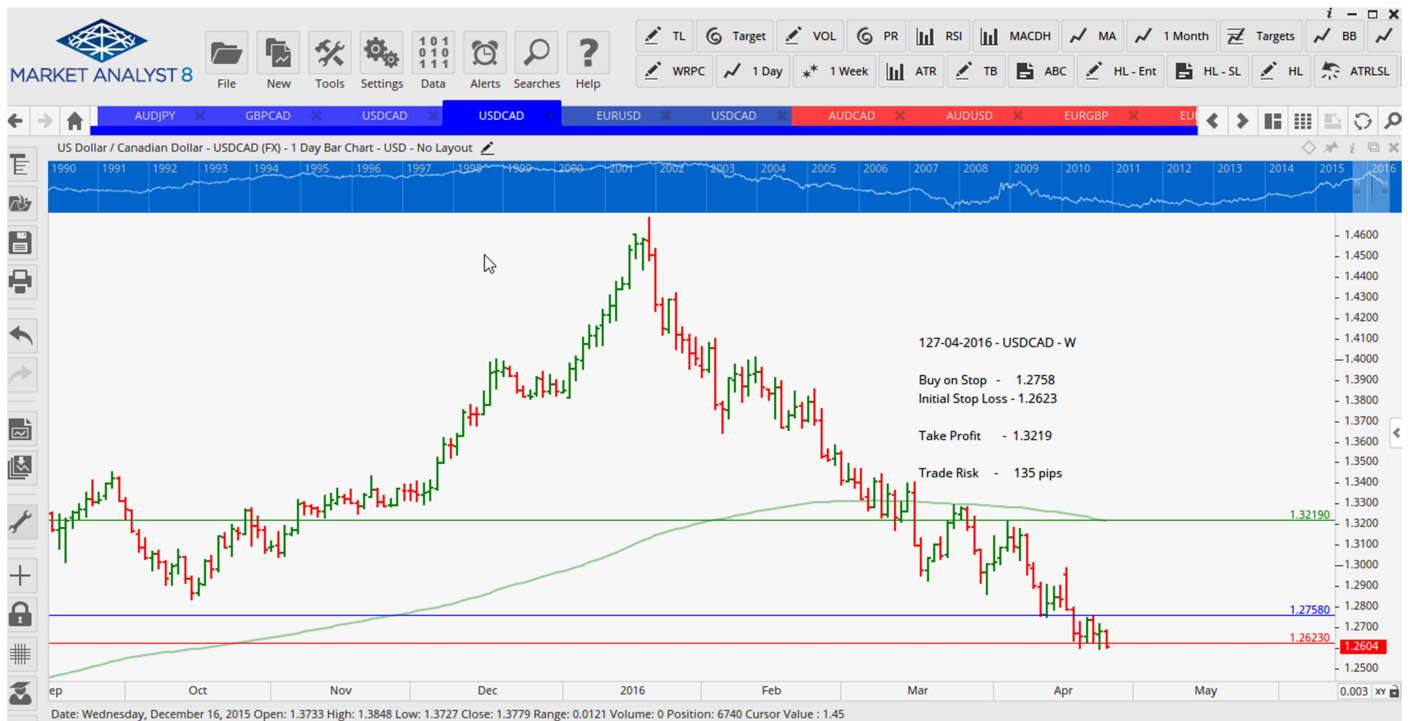 i
TL Target VOL PR RSI MACDH MA 1 Month Targets BB
MARKET ANALYST 8
File New Tools Settings Data Alerts Searches Help
WRPC 1 Day 1 Week ATR TB ABC HL - Ent HL - SL HL ATRLSL
AUDJPY GBPCAD USDCAD USDCAD EURUSD USDCAD AUDCAD AUDUSD EURGBP EU
US Dollar / Canadian Dollar - USDCAD (FX) - 1 Day Bar Chart - USD - No Layout
1990 1991 1992 1993 1994 1995 1996 1997 1998 1999 2000 2001 2002 2003 2004 2005 2006 2007 2008 2009 2010 2011 2012 2013 2014 2015 2016
1.4600
1.4500
1.4400
1.4300
1.4200
1.4100
1.4000
1.3900
1.3800
1.3700
1.3600
1.3500
1.3400
1.3300
1.3200
1.3100
1.3000
1.2900
1.2800
1.2700
1.2604
1.2500
127-04-2016 - USDCAD - W
Buy on Stop - 1.2758
Initial Stop Loss - 1.2623
Take Profit - 1.3219
Trade Risk - 135 pips
1.32190
1.27580
1.26230
ep Oct Nov Dec 2016 Feb Mar Apr May
0.003 XY
Date: Wednesday, December 16, 2015 Open: 1.3733 High: 1.3848 Low: 1.3727 Close: 1.3779 Range: 0.0121 Volume: 0 Position: 6740 Cursor Value : 1.45